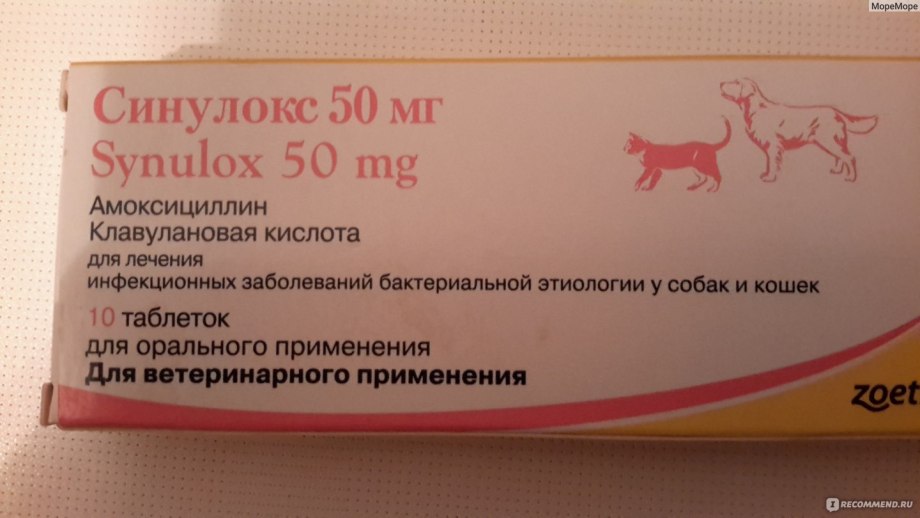 МореМоре
Синулокс 50 мг
Synulox 50 mg
Амоксициллин
Клавулановая кислота
для лечения
инфекционных заболеваний бактериальной этиологии у собак и кошек
10 таблеток
для орального применения
Для ветеринарного применения
zoet
IRECOMMEND.RU